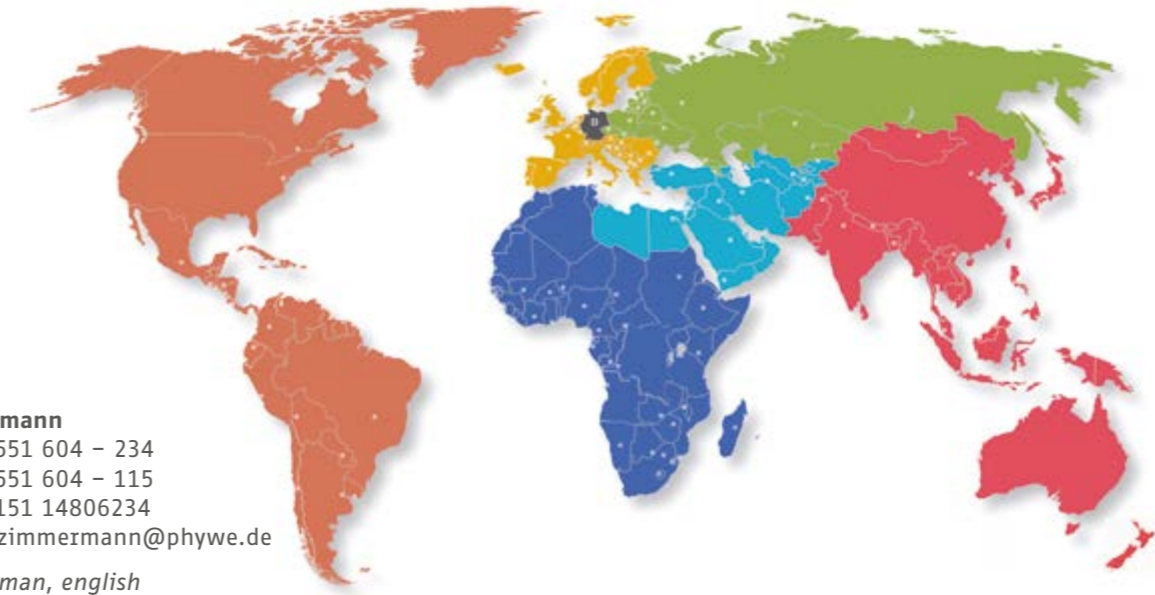 mann
551 604 – 234
551 604 – 115
151 14806234
zimmermann@phywe.de
man, english